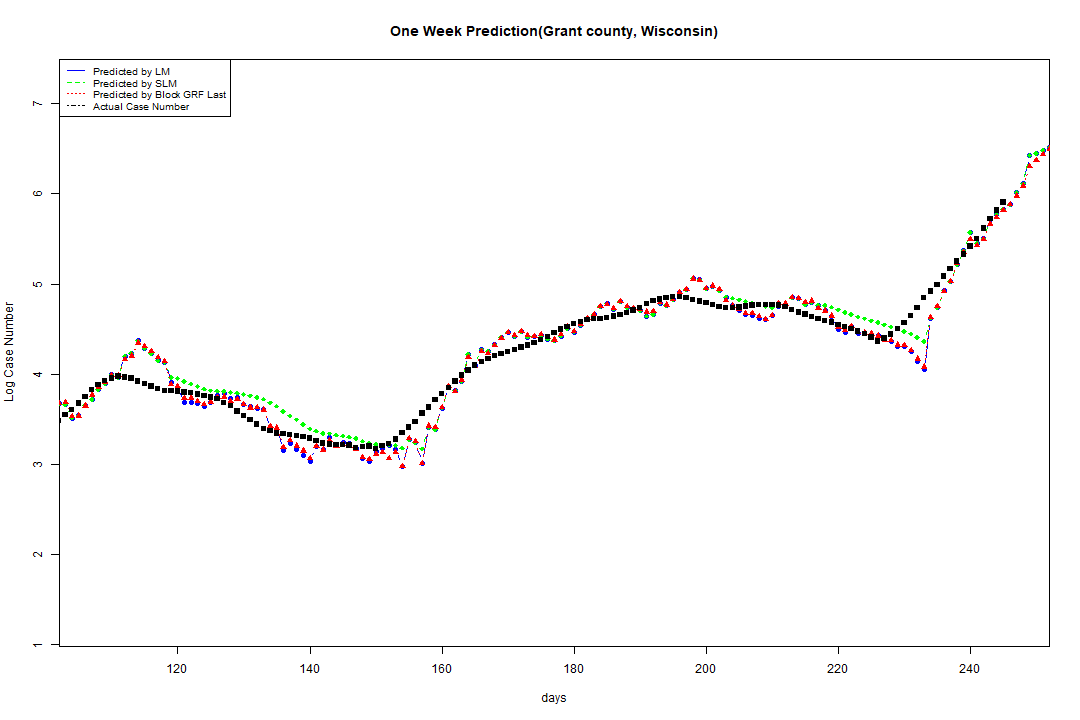 One Week Prediction(Grant county, Wisconsin)
Predicted by LM
Predicted by SLM
Predicted by Block GRF Last
Actual Case Number
7
6
5
4
3
2
1
Log Case Number
120 140 160 180 200 220 240
days